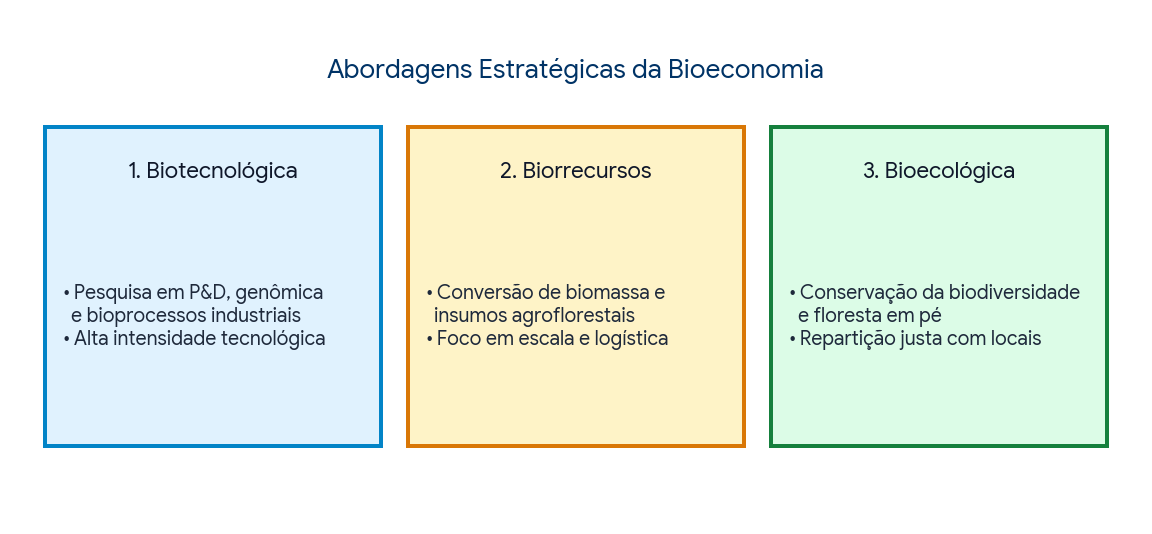 Abordagens Estratégicas da Bioeconomia
1. Biotecnológica
• Pesquisa em P&D, genômica
e bioprocessos industriais
• Alta intensidade tecnológica
2. Biorrecursos
• Conversão de biomassa e
insumos agroflorestais
• Foco em escala e logística
3. Bioecológica
• Conservação da biodiversidade
e floresta em pé
• Repartição justa com locais